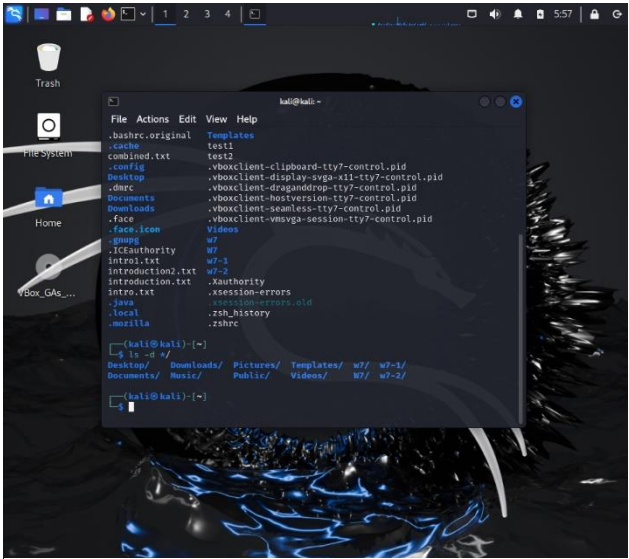 1 2 3 4 5:57
Trash
File System
Home
VBox_GAs_...
kali@kali: ~
File Actions Edit View Help
.bashrc.original Templates
.cache test1
combined.txt test2
.config .vboxclient-clipboard-tty7-control.pid
Desktop .vboxclient-display-svga-x11-tty7-control.pid
.dmrc .vboxclient-draganddrop-tty7-control.pid
Documents .vboxclient-hostversion-tty7-control.pid
Downloads .vboxclient-seamless-tty7-control.pid
.face .vboxclient-vmsvga-session-tty7-control.pid
.face.icon Videos
.gnupg w7
.ICEauthority W7
intro1.txt w7-1
introduction2.txt w7-2
introduction.txt .Xauthority
intro.txt .xsession-errors
.java .xsession-errors.old
.local .zsh_history
.mozilla .zshrc
┌──(kali㉿kali)-[~]
└─$ ls -d */
Desktop/ Downloads/ Pictures/ Templates/ w7/ w7-1/
Documents/ Music/ Public/ Videos/ W7/ w7-2/
┌──(kali㉿kali)-[~]
└─$